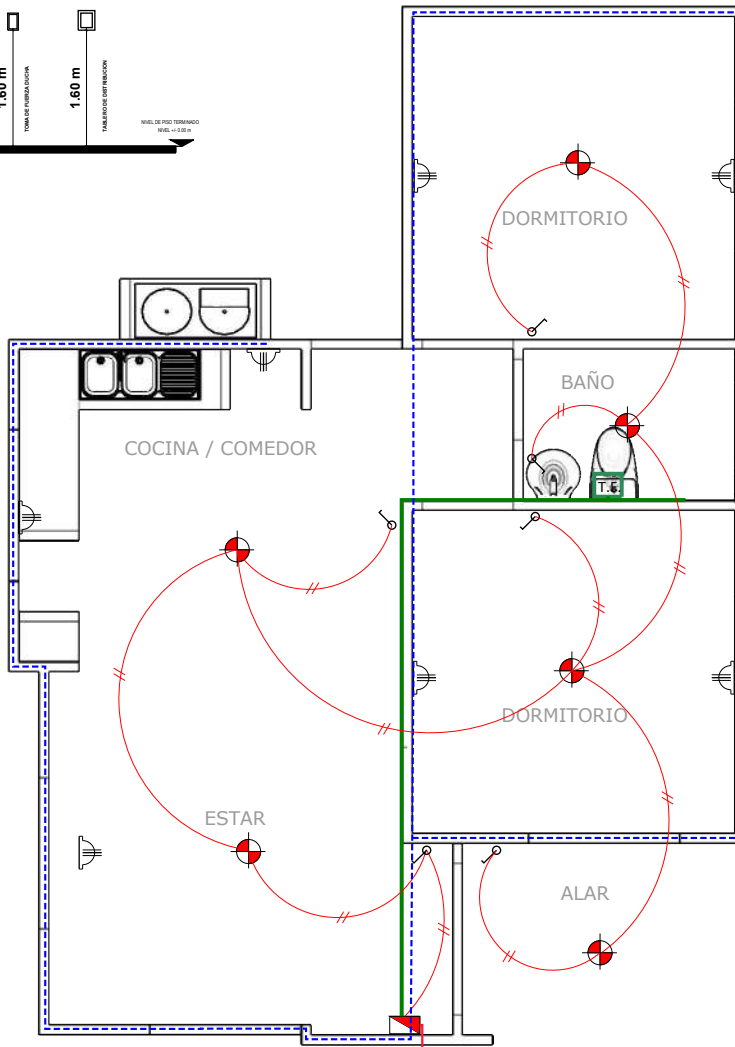 1.60 m
TOMA DE FUERZA DUCHA
1.60 m
TABLERO DE DISTRIBUCION
NIVEL DE PISO TERMINADO
NIVEL +/- 0.00 m
DORMITORIO
BAÑO
COCINA / COMEDOR
T.F.
DORMITORIO
ESTAR
ALAR